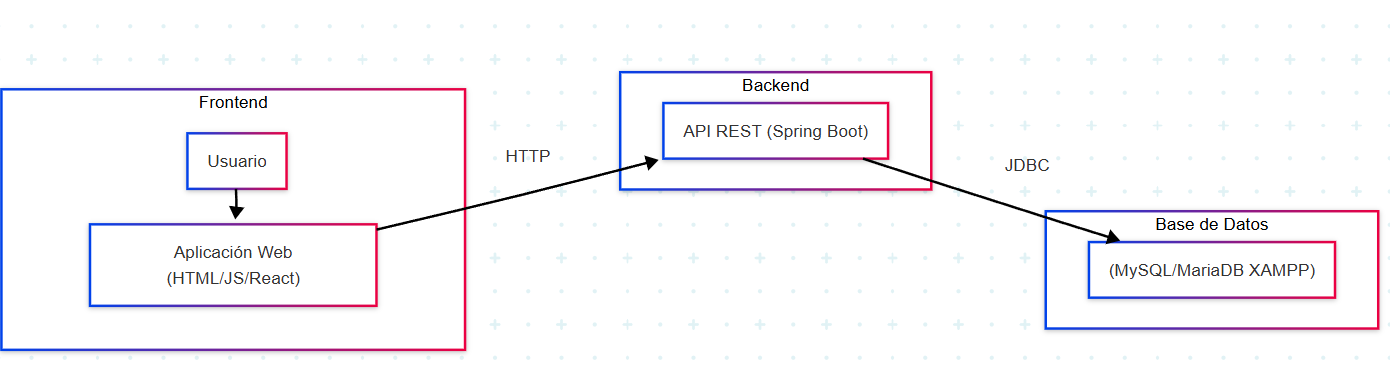 Frontend
Usuario
Aplicación Web
(HTML/JS/React)
HTTP
Backend
API REST (Spring Boot)
JDBC
Base de Datos
(MySQL/MariaDB XAMPP)